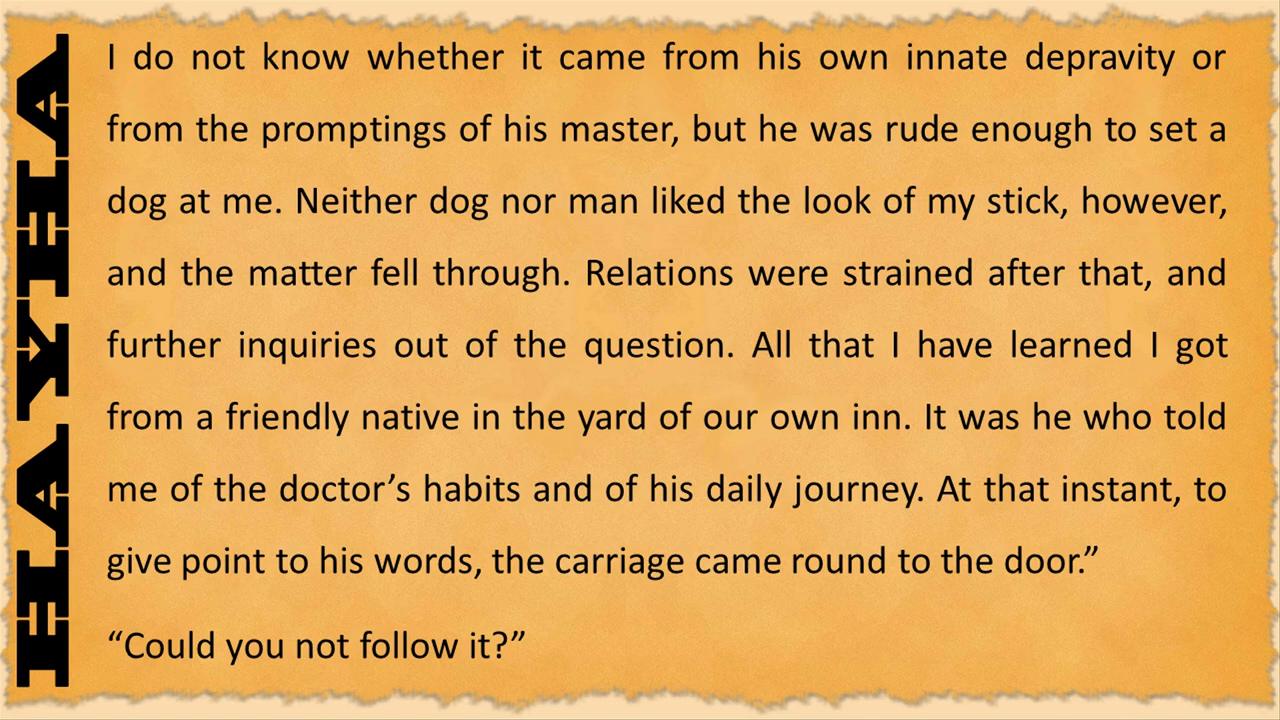 HAYHA
I do not know whether it came from his own innate depravity or
from the promptings of his master, but he was rude enough to set a
dog at me. Neither dog nor man liked the look of my stick, however,
and the matter fell through. Relations were strained after that, and
further inquiries out of the question. All that I have learned I got
from a friendly native in the yard of our own inn. It was he who told
me of the doctor’s habits and of his daily journey. At that instant, to
give point to his words, the carriage came round to the door.”
“Could you not follow it?”